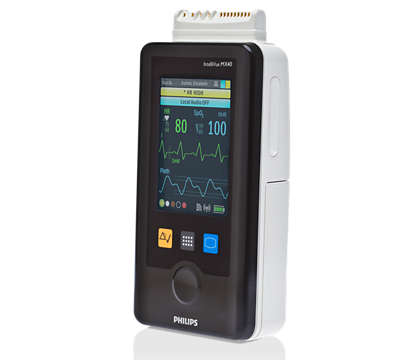 IntelliVue MX40
* HR HIGH
Local Audio OFF
HR SpO₂
80 100
Pleth
PHILIPS